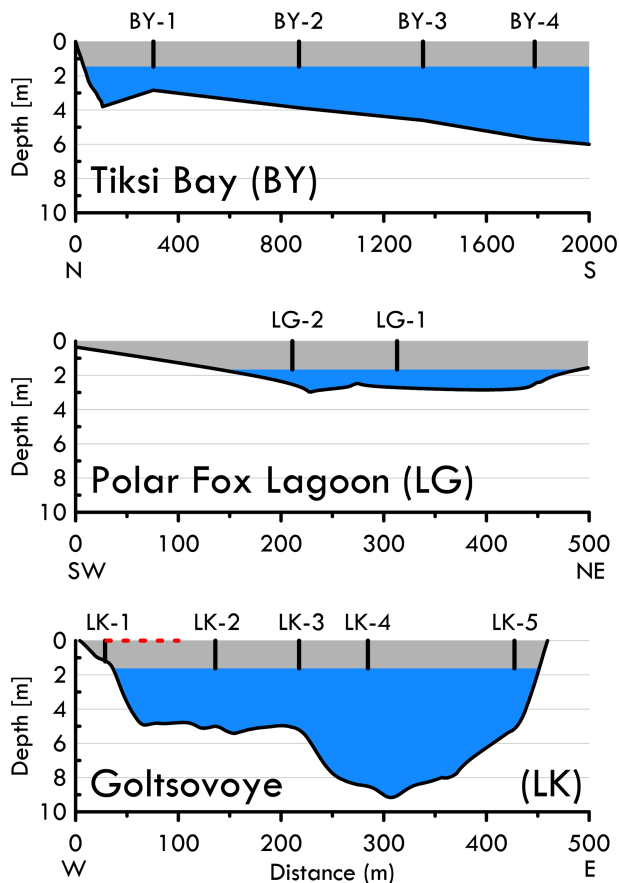 BY-1 BY-2 BY-3 BY-4
0
2
4
6
8
10
Depth [m]
Tiksi Bay (BY)
0 400 800 1200 1600 2000
N S
LG-2 LG-1
0
2
4
6
8
10
Depth [m]
Polar Fox Lagoon (LG)
0 100 200 300 400 500
SW NE
LK-1 LK-2 LK-3 LK-4 LK-5
0
2
4
6
8
10
Depth [m]
Goltsovoye (LK)
0 100 200 300 400 500
W Distance (m) E